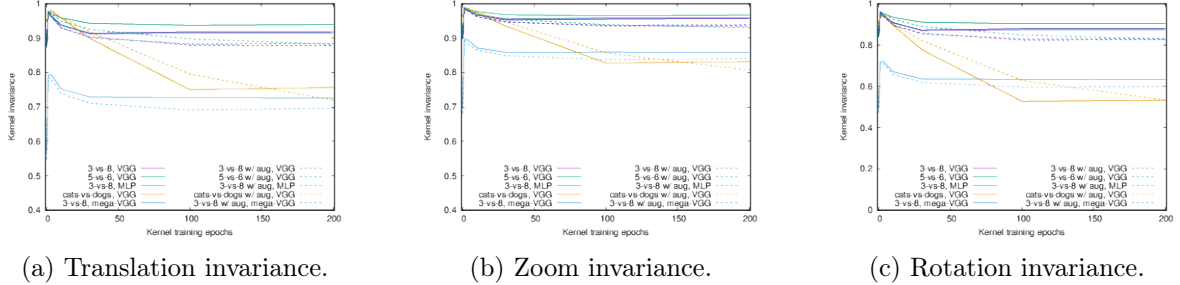 1
0.9
0.8
0.7
0.6
0.5
0.4
Kernel invariance
3-vs-8, VGG
5-vs-6, VGG
3-vs-8, MLP
cats-vs-dogs, VGG
3-vs-8, mega-VGG
3-vs-8 w/ aug, VGG
5-vs-6 w/ aug, VGG
3-vs-8 w/ aug, MLP
cats-vs-dogs w/ aug, VGG
3-vs-8 w/ aug, mega-VGG
0 50 100 150 200
Kernel training epochs
(a) Translation invariance.
1
0.9
0.8
0.7
0.6
0.5
0.4
Kernel invariance
3-vs-8, VGG
5-vs-6, VGG
3-vs-8, MLP
cats-vs-dogs, VGG
3-vs-8, mega-VGG
3-vs-8 w/ aug, VGG
5-vs-6 w/ aug, VGG
3-vs-8 w/ aug, MLP
cats-vs-dogs w/ aug, VGG
3-vs-8 w/ aug, mega-VGG
0 50 100 150 200
Kernel training epochs
(b) Zoom invariance.
1
0.8
0.6
0.4
0.2
0
Kernel invariance
3-vs-8, VGG
5-vs-6, VGG
3-vs-8, MLP
cats-vs-dogs, VGG
3-vs-8, mega-VGG
3-vs-8 w/ aug, VGG
5-vs-6 w/ aug, VGG
3-vs-8 w/ aug, MLP
cats-vs-dogs w/ aug, VGG
3-vs-8 w/ aug, mega-VGG
0 50 100 150 200
Kernel training epochs
(c) Rotation invariance.